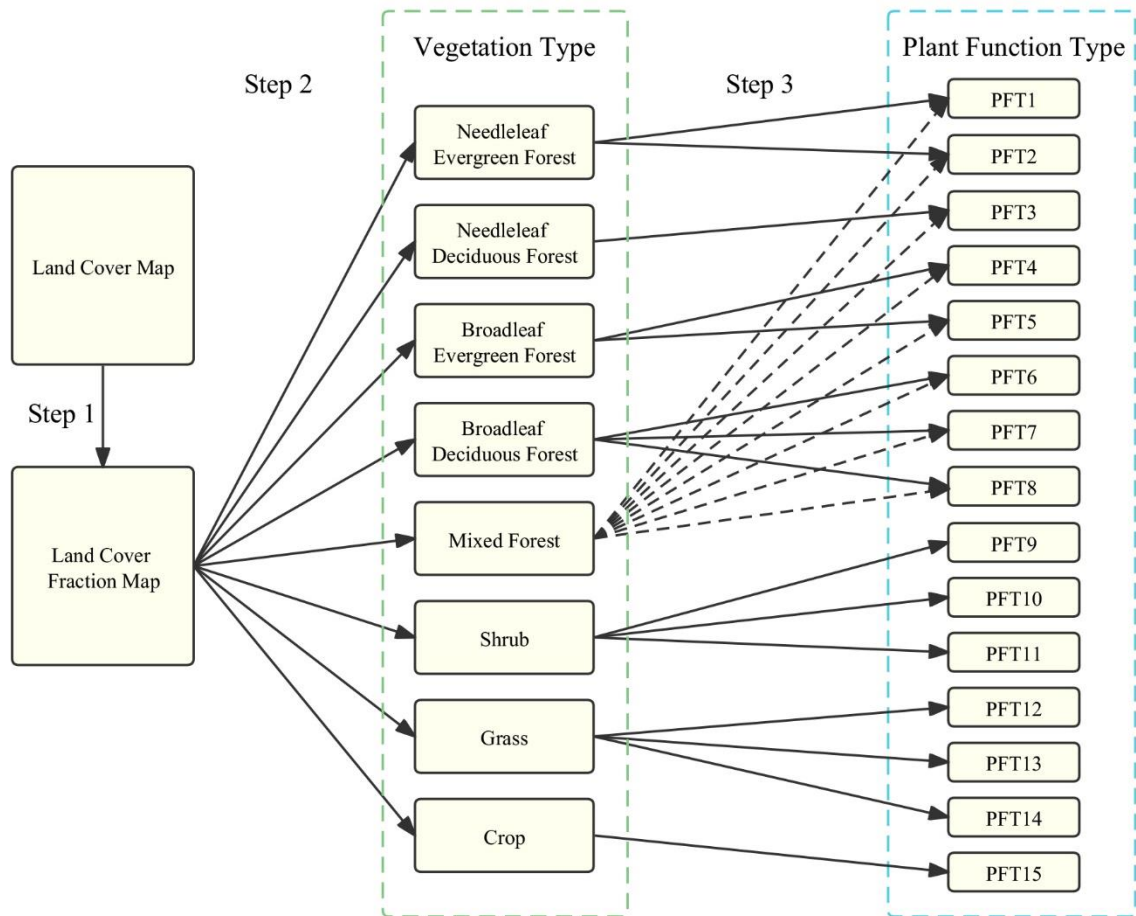 Vegetation Type
Plant Function Type
Step 2
Step 3
Land Cover Map
Step 1
Land Cover
Fraction Map
Needleleaf
Evergreen Forest
Needleleaf
Deciduous Forest
Broadleaf
Evergreen Forest
Broadleaf
Deciduous Forest
Mixed Forest
Shrub
Grass
Crop
PFT1
PFT2
PFT3
PFT4
PFT5
PFT6
PFT7
PFT8
PFT9
PFT10
PFT11
PFT12
PFT13
PFT14
PFT15